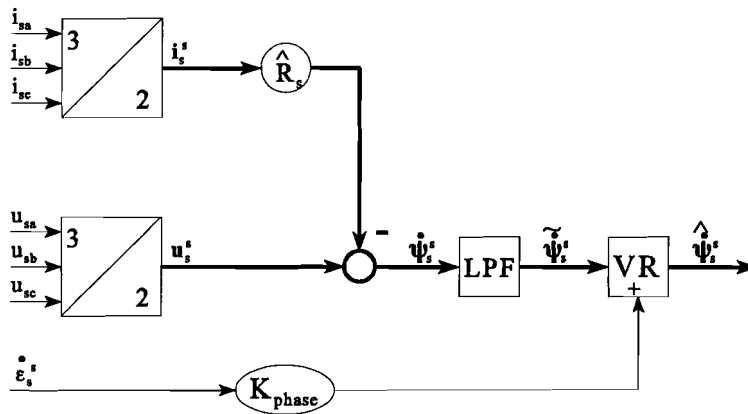 i_sa
3
i_sb
i_s^s
R̂_s
i_sc
2
−
u_sa
3
u_sb
u_s^s
ψ̇_s^s
LPF
ψ̇̃_s^s
VR
ψ̇̂_s^s
+
u_sc
2
ε̇_s^s
K_phase